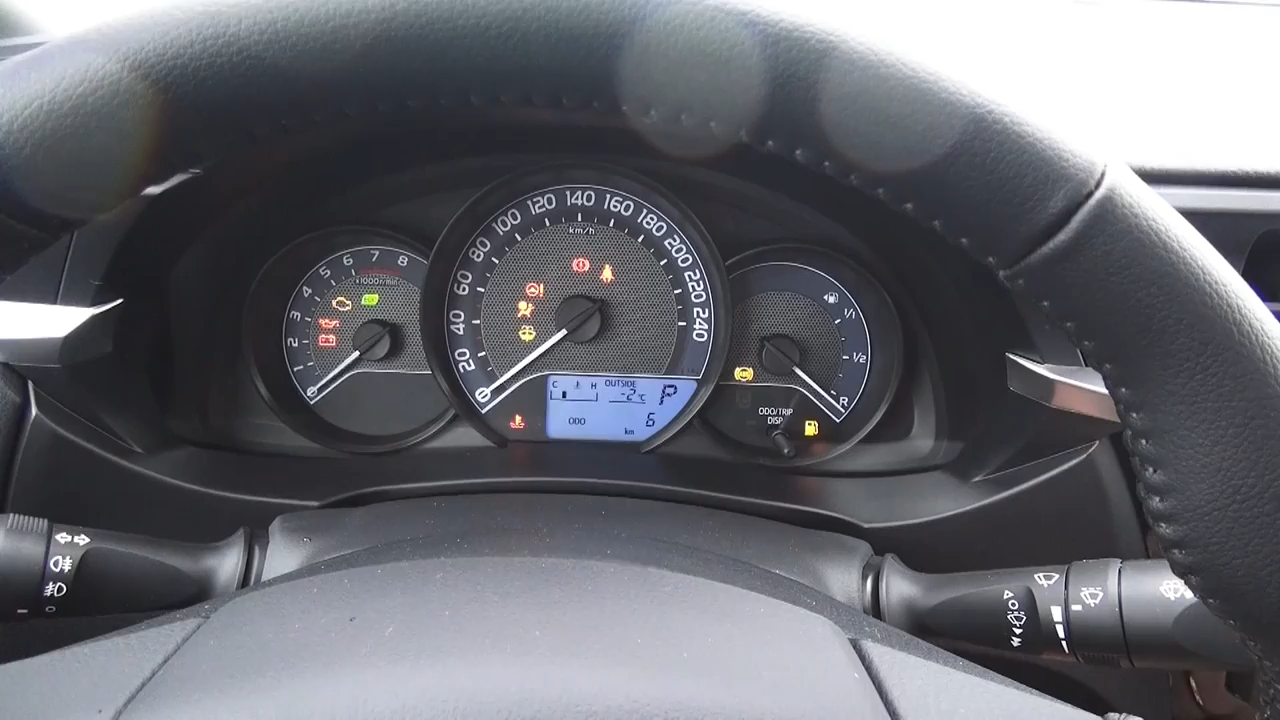 1 2 3 4 5 6 7 8
x1000r/min
20 40 60 80 100 120 140 160 180 200 220 240
km/h
C H OUTSIDE
-2°C
P
ODO 6
km
1/1
1/2
R
ABS
ODO/TRIP
DISP